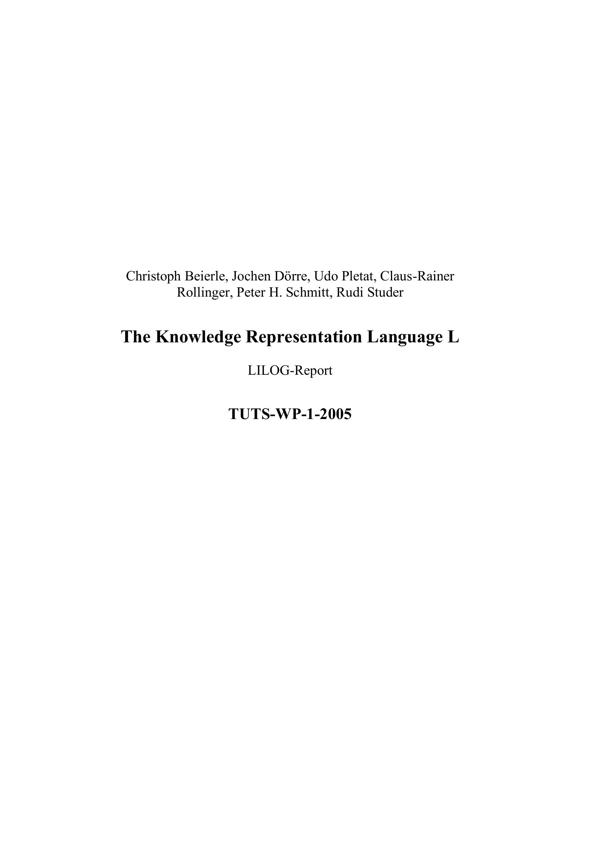 Christoph Beierle, Jochen Dörre, Udo Pletat, Claus-Rainer
Rollinger, Peter H. Schmitt, Rudi Studer
The Knowledge Representation Language L
LILOG-Report
TUTS-WP-1-2005